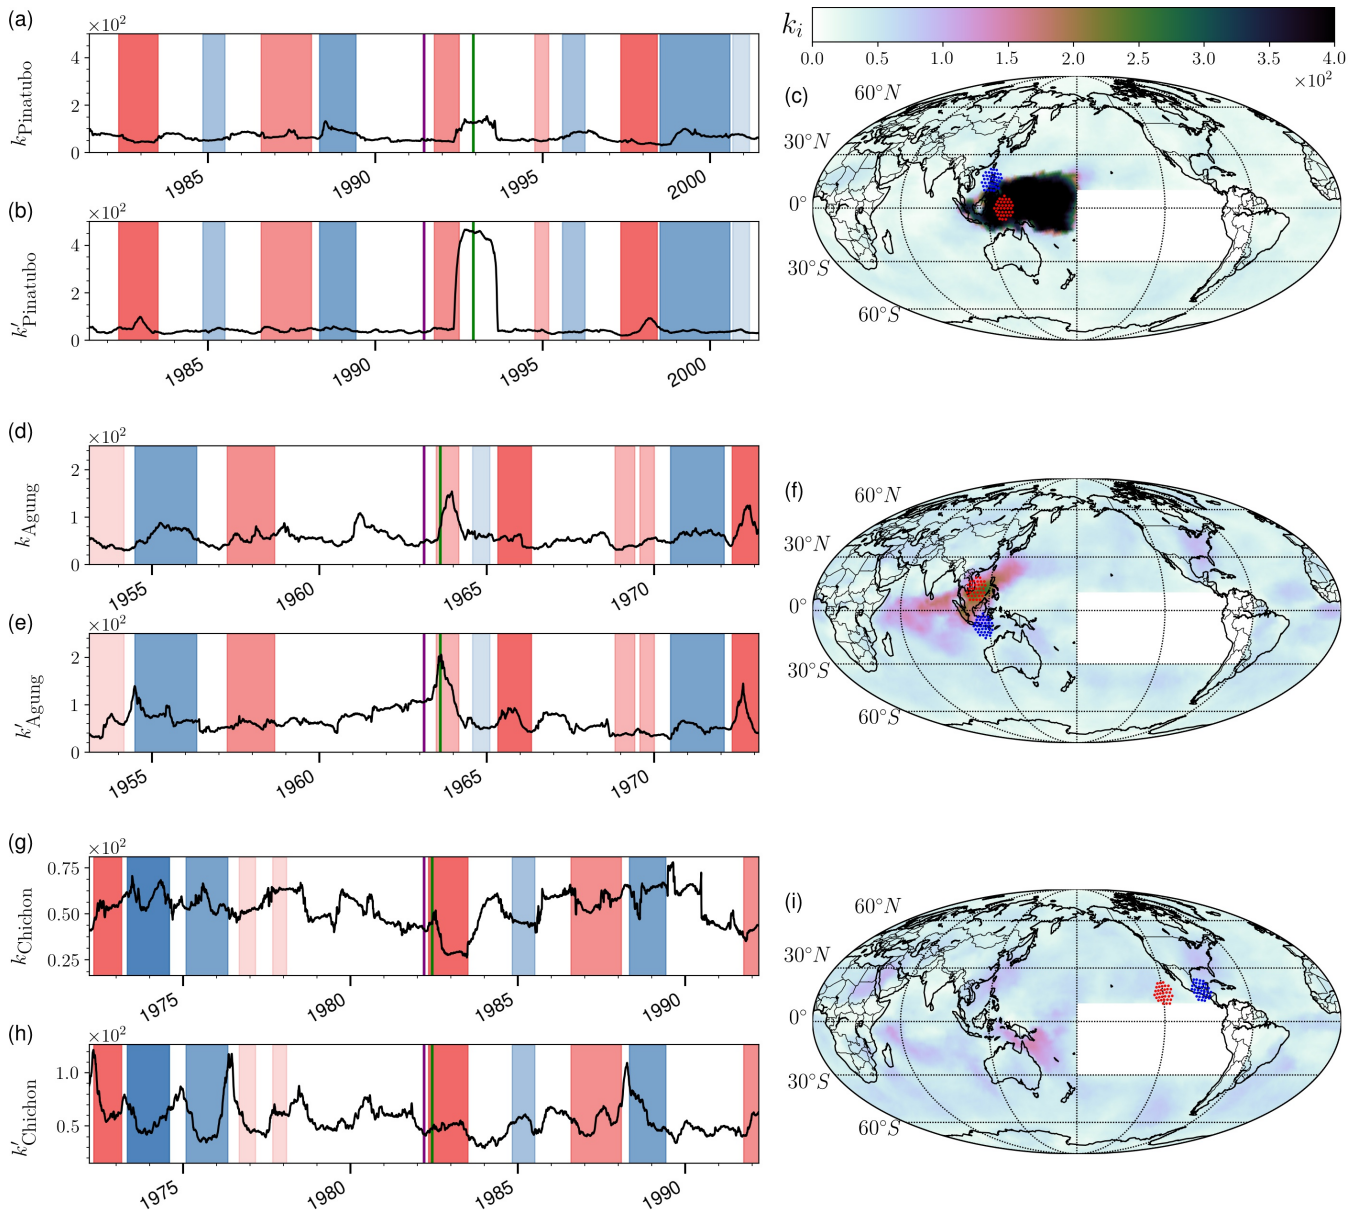 (a)
×10²
k_Pinatubo
4
2
0
1985
1990
1995
2000
(b)
×10²
k′_Pinatubo
4
2
0
1985
1990
1995
2000
k_i
0.0 0.5 1.0 1.5 2.0 2.5 3.0 3.5 4.0
×10²
(c)
60°N
30°N
0°
30°S
60°S
(d)
×10²
k_Agung
2
1
0
1955
1960
1965
1970
(e)
×10²
k′_Agung
2
1
0
1955
1960
1965
1970
(f)
60°N
30°N
0°
30°S
60°S
(g)
×10²
k_Chichon
0.75
0.50
0.25
1975
1980
1985
1990
(h)
×10²
k′_Chichon
1.0
0.5
1975
1980
1985
1990
(i)
60°N
30°N
0°
30°S
60°S